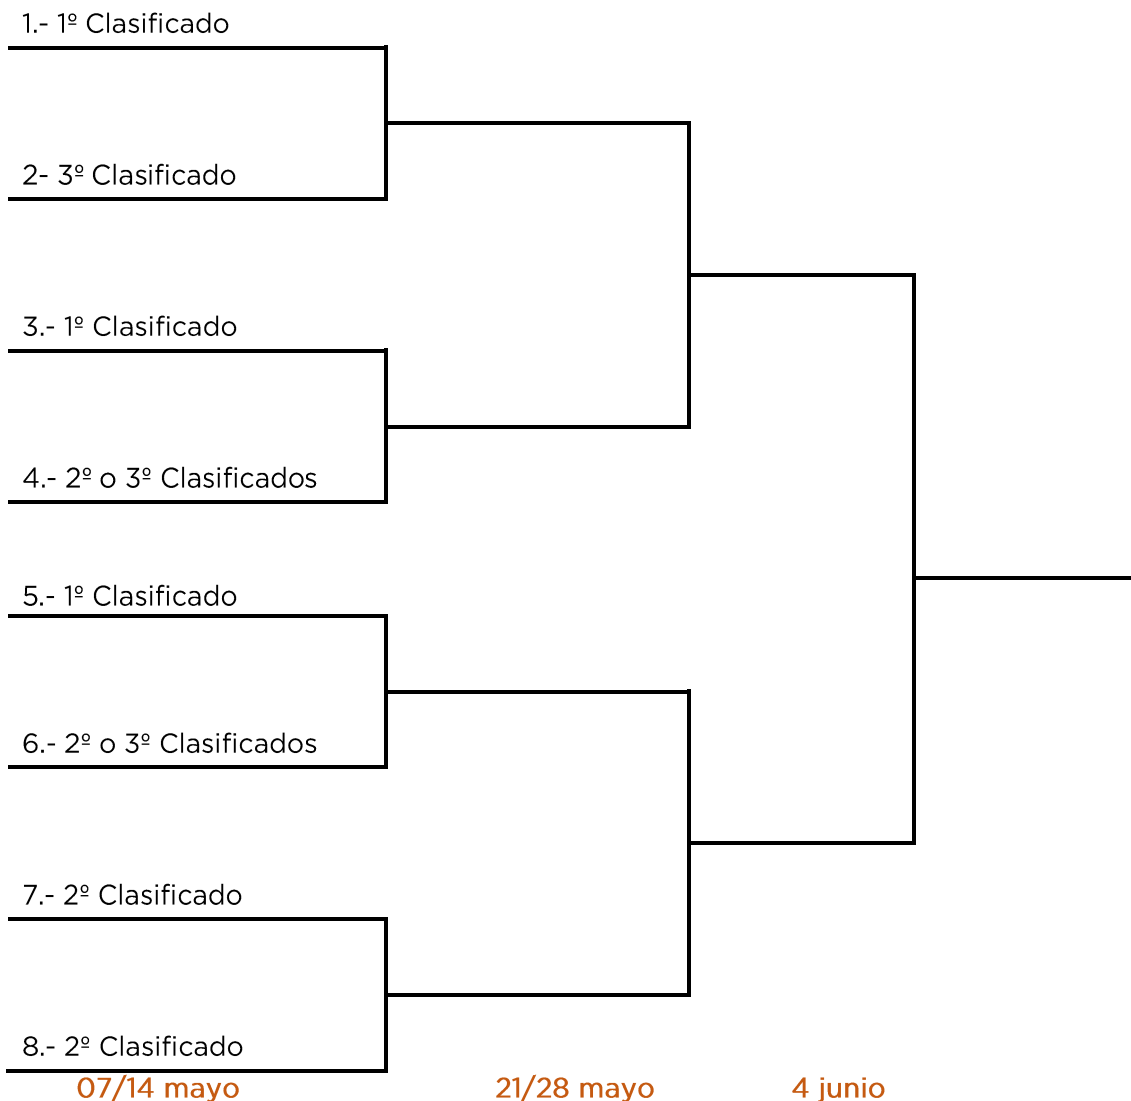 1.- 1º Clasificado
2- 3º Clasificado
3.- 1º Clasificado
4.- 2º o 3º Clasificados
5.- 1º Clasificado
6.- 2º o 3º Clasificados
7.- 2º Clasificado
8.- 2º Clasificado
07/14 mayo
21/28 mayo
4 junio